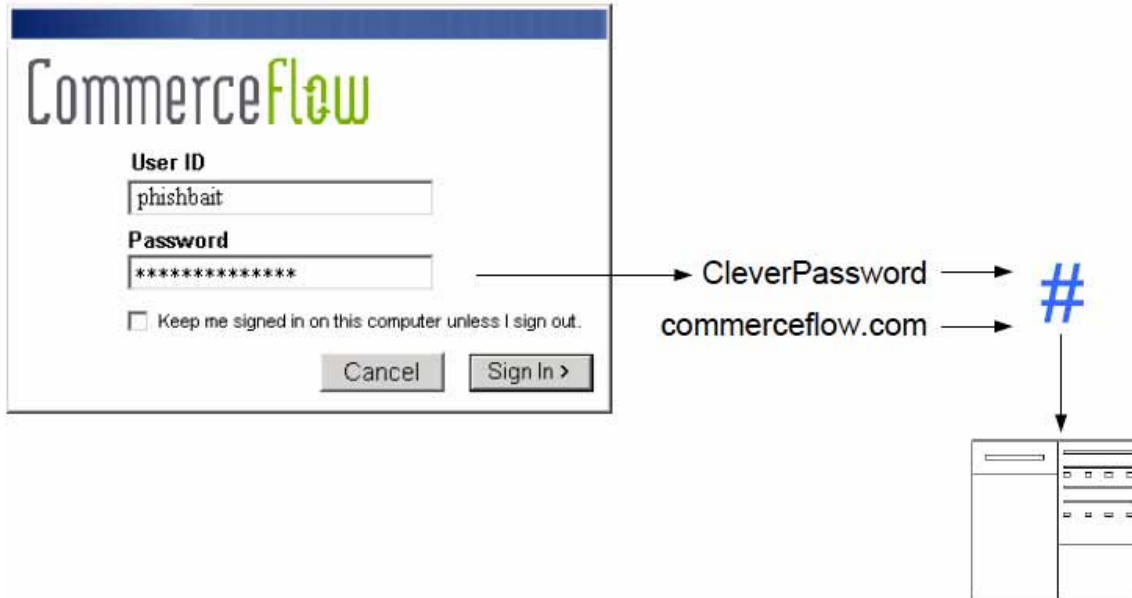 CommerceFlow
User ID
phishbait
Password
**************
Keep me signed in on this computer unless I sign out.
Cancel
Sign In >
CleverPassword
commerceflow.com
#